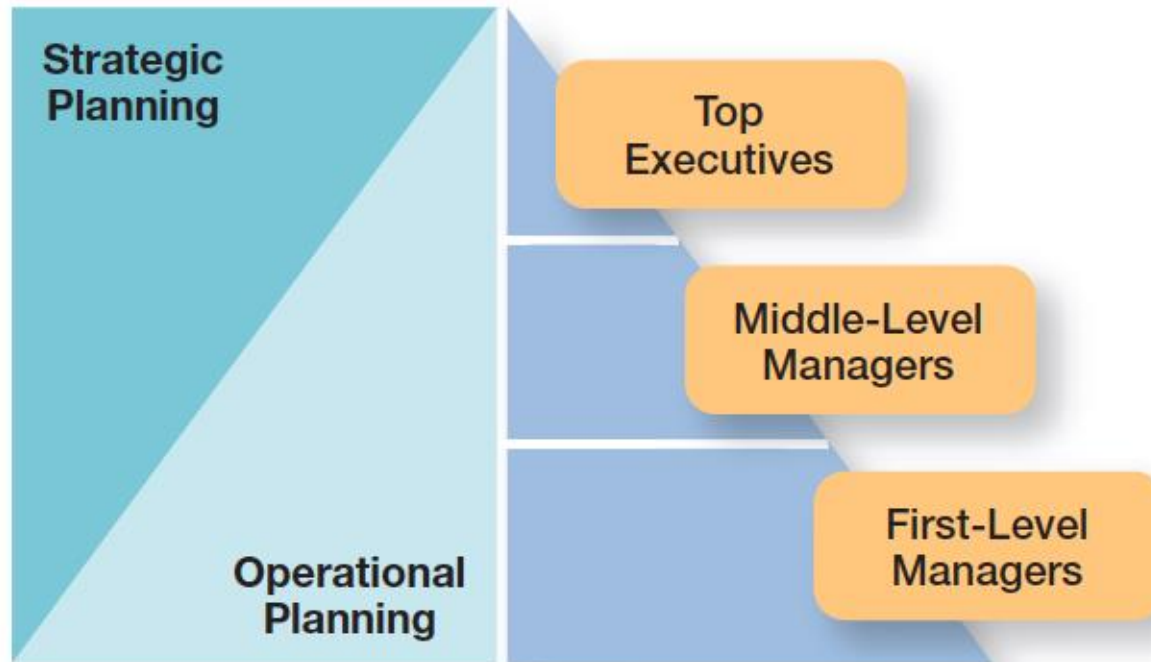 Strategic
Planning
Top
Executives
Middle-Level
Managers
First-Level
Managers
Operational
Planning